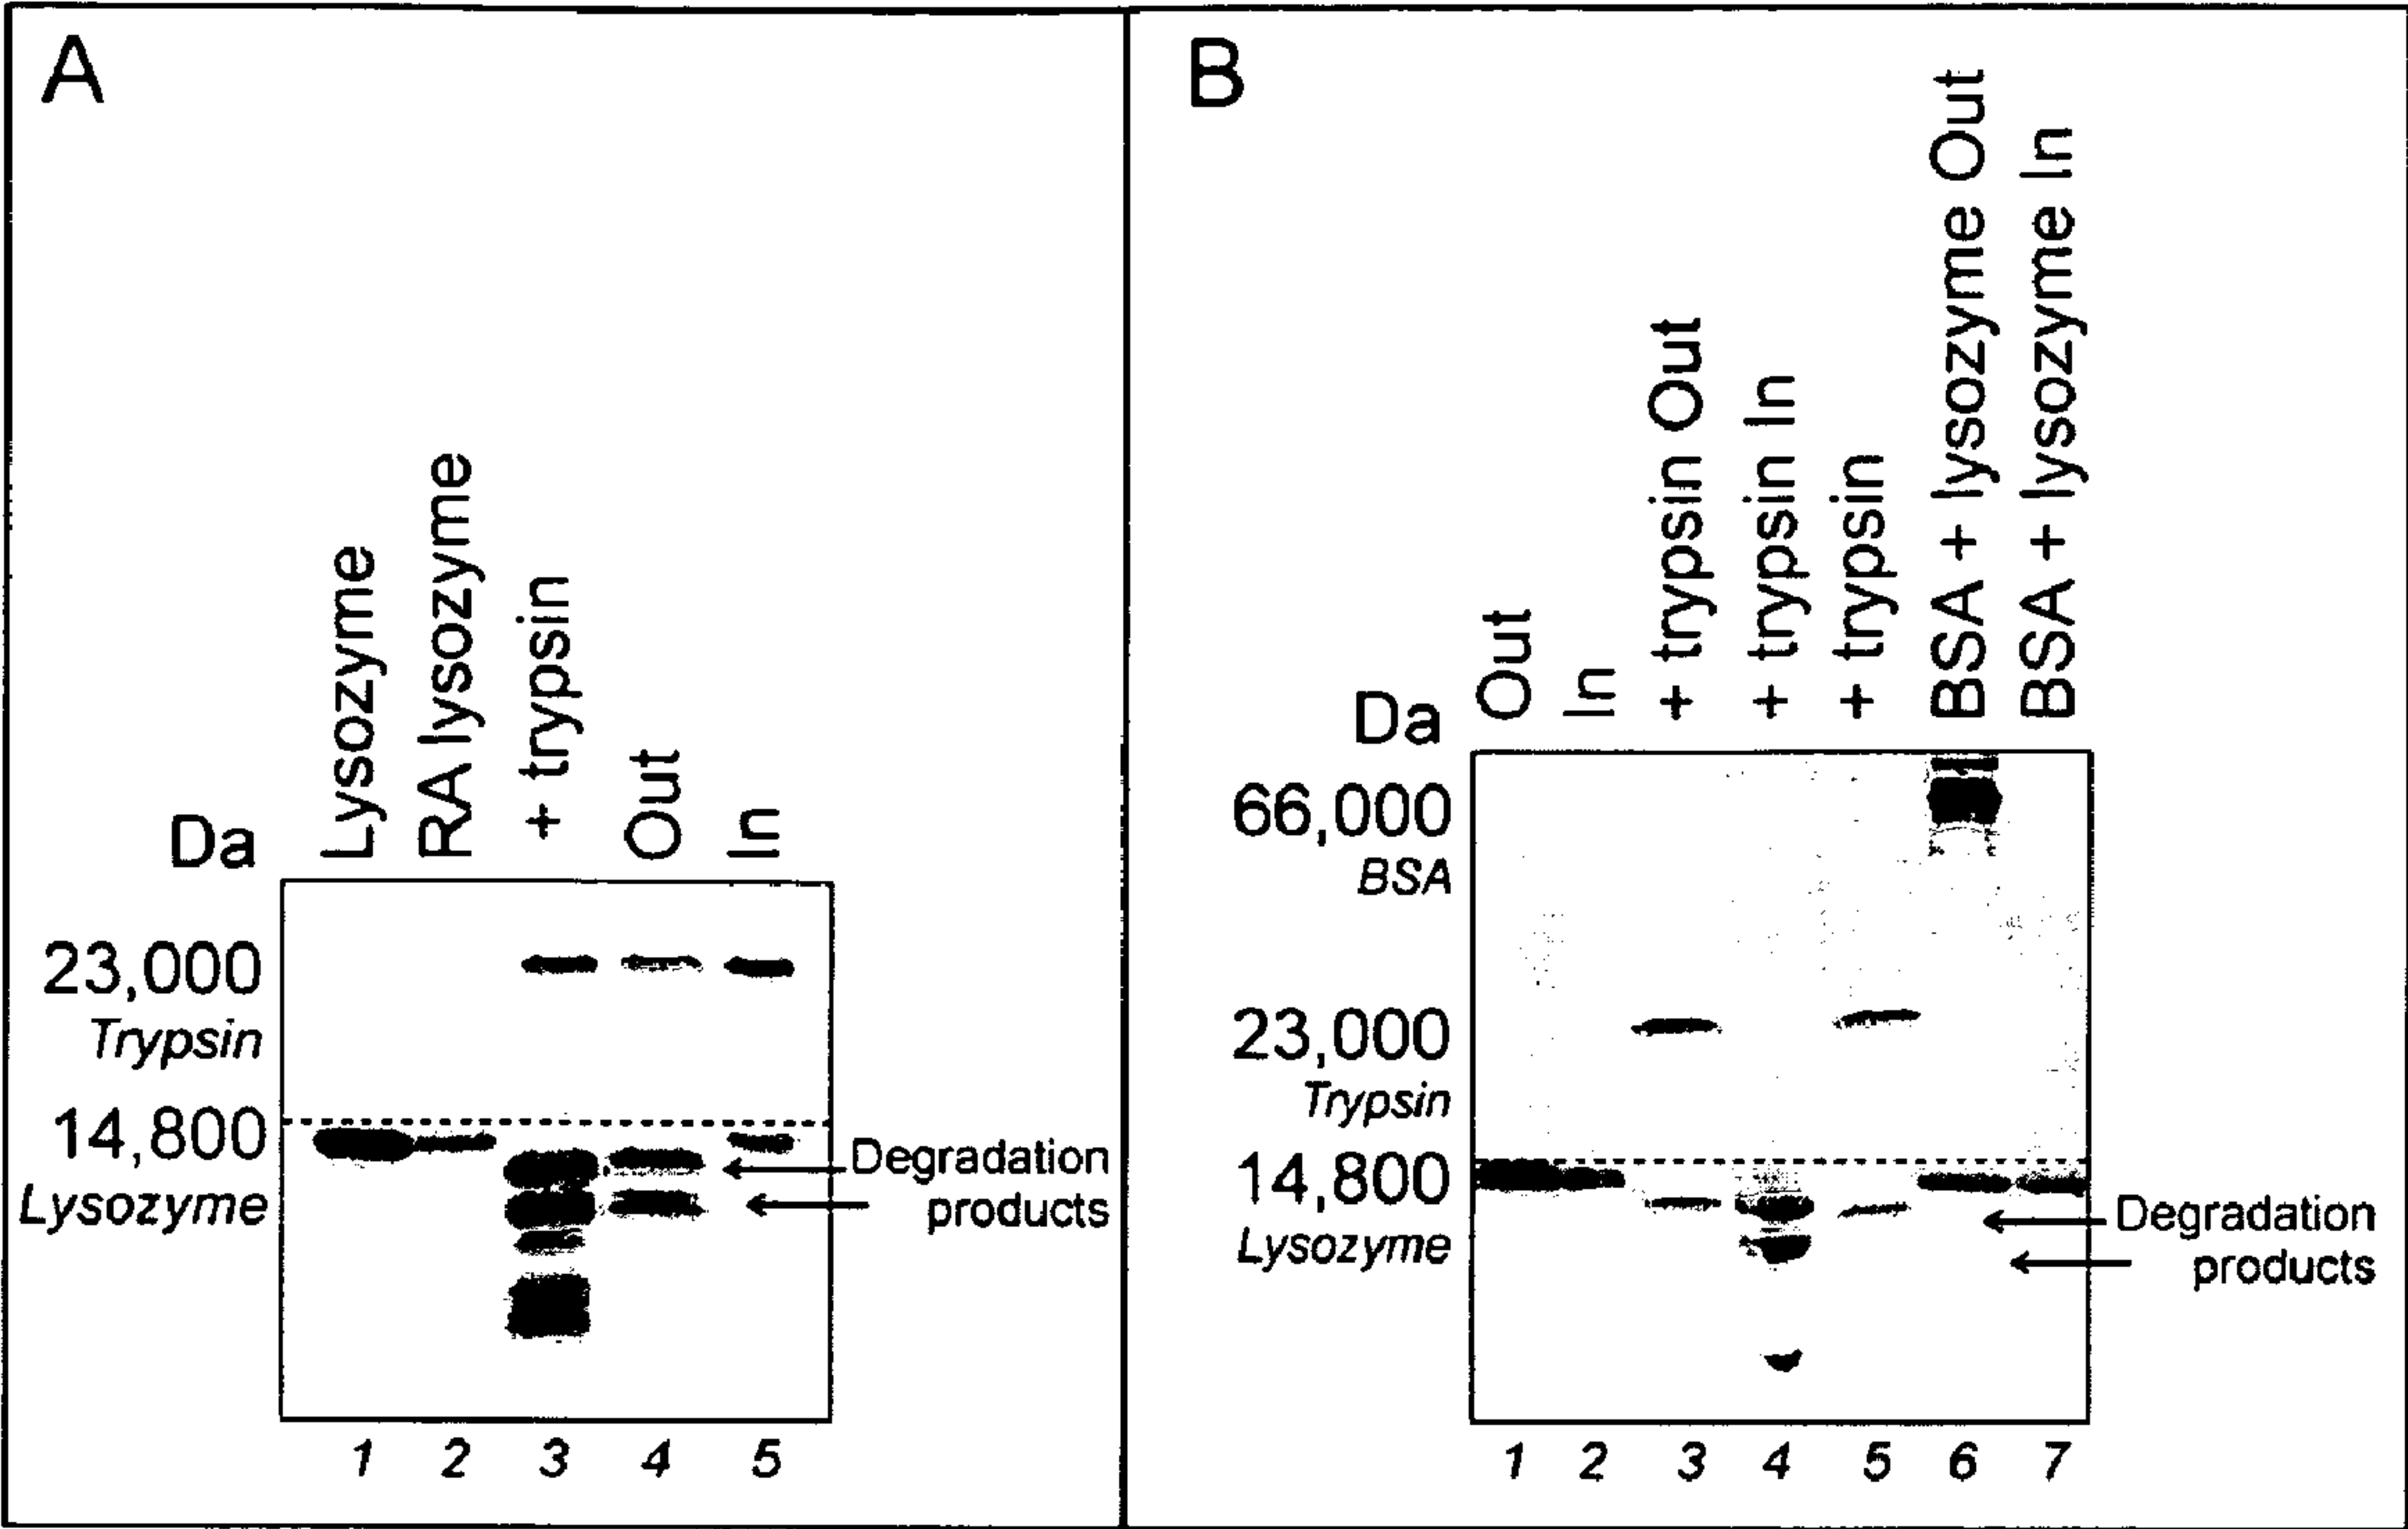 A
Lysozyme
RA lysozyme
+ trypsin
Out
In
Da
23,000
Trypsin
14,800
Lysozyme
Degradation
products
1 2 3 4 5
B
Out
In
+ trypsin Out
+ trypsin In
+ trypsin
BSA + lysozyme Out
BSA + lysozyme In
Da
66,000
BSA
23,000
Trypsin
14,800
Lysozyme
Degradation
products
1 2 3 4 5 6 7